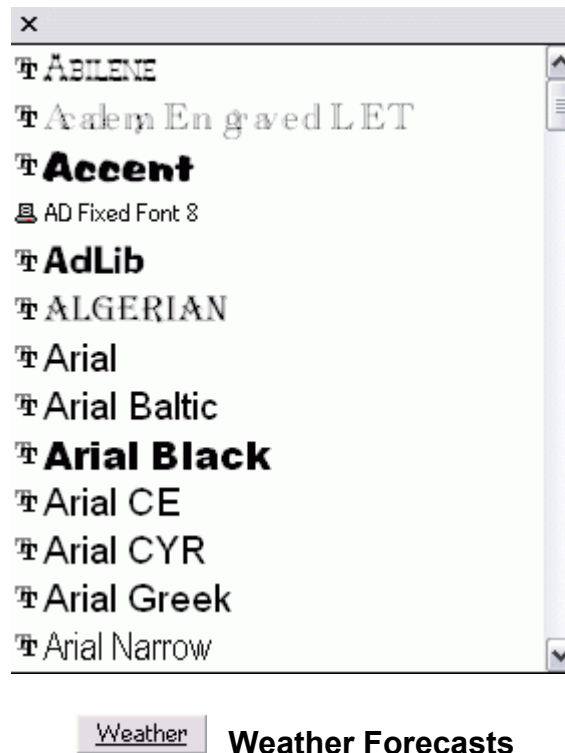 ×
ABILENE
Academy Engraved LET
Accent
AD Fixed Font 8
AdLib
ALGERIAN
Arial
Arial Baltic
Arial Black
Arial CE
Arial CYR
Arial Greek
Arial Narrow
Weather Weather Forecasts